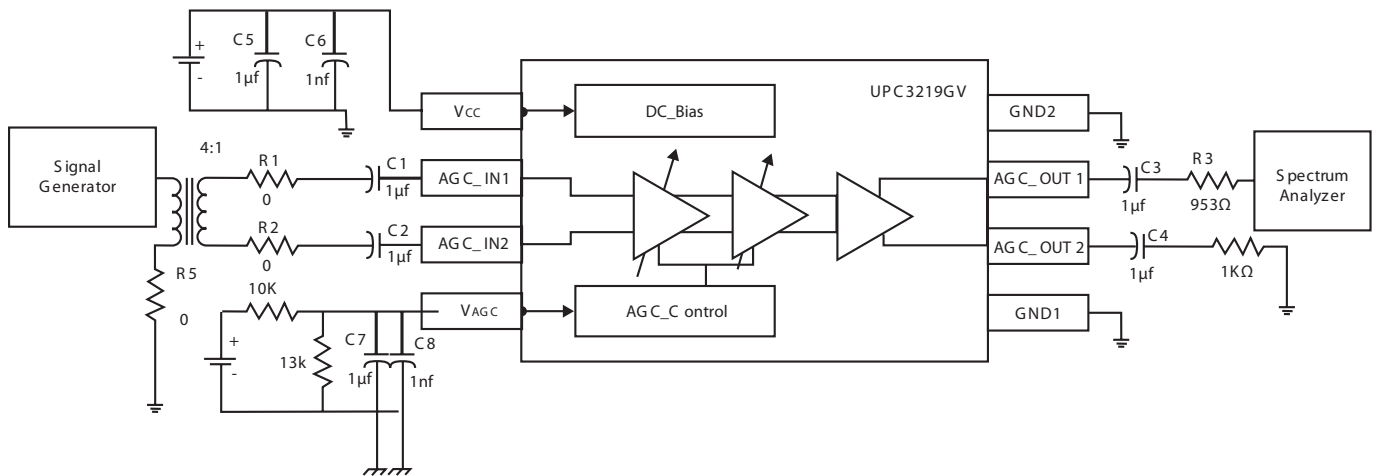 +
C5
C6
1µf
1nf
-
UPC3219GV
VCC
DC_Bias
GND2
Signal
Generator
4:1
R1
0
C1
1µf
AGC_IN1
AGC_OUT 1
C3
1µf
R3
953Ω
Spectrum
Analyzer
R2
0
C2
1µf
AGC_IN2
AGC_OUT 2
C4
1µf
1KΩ
R5
0
10K
VAGC
AGC_C ontrol
GND1
+
-
13k
C7
1µf
C8
1nf